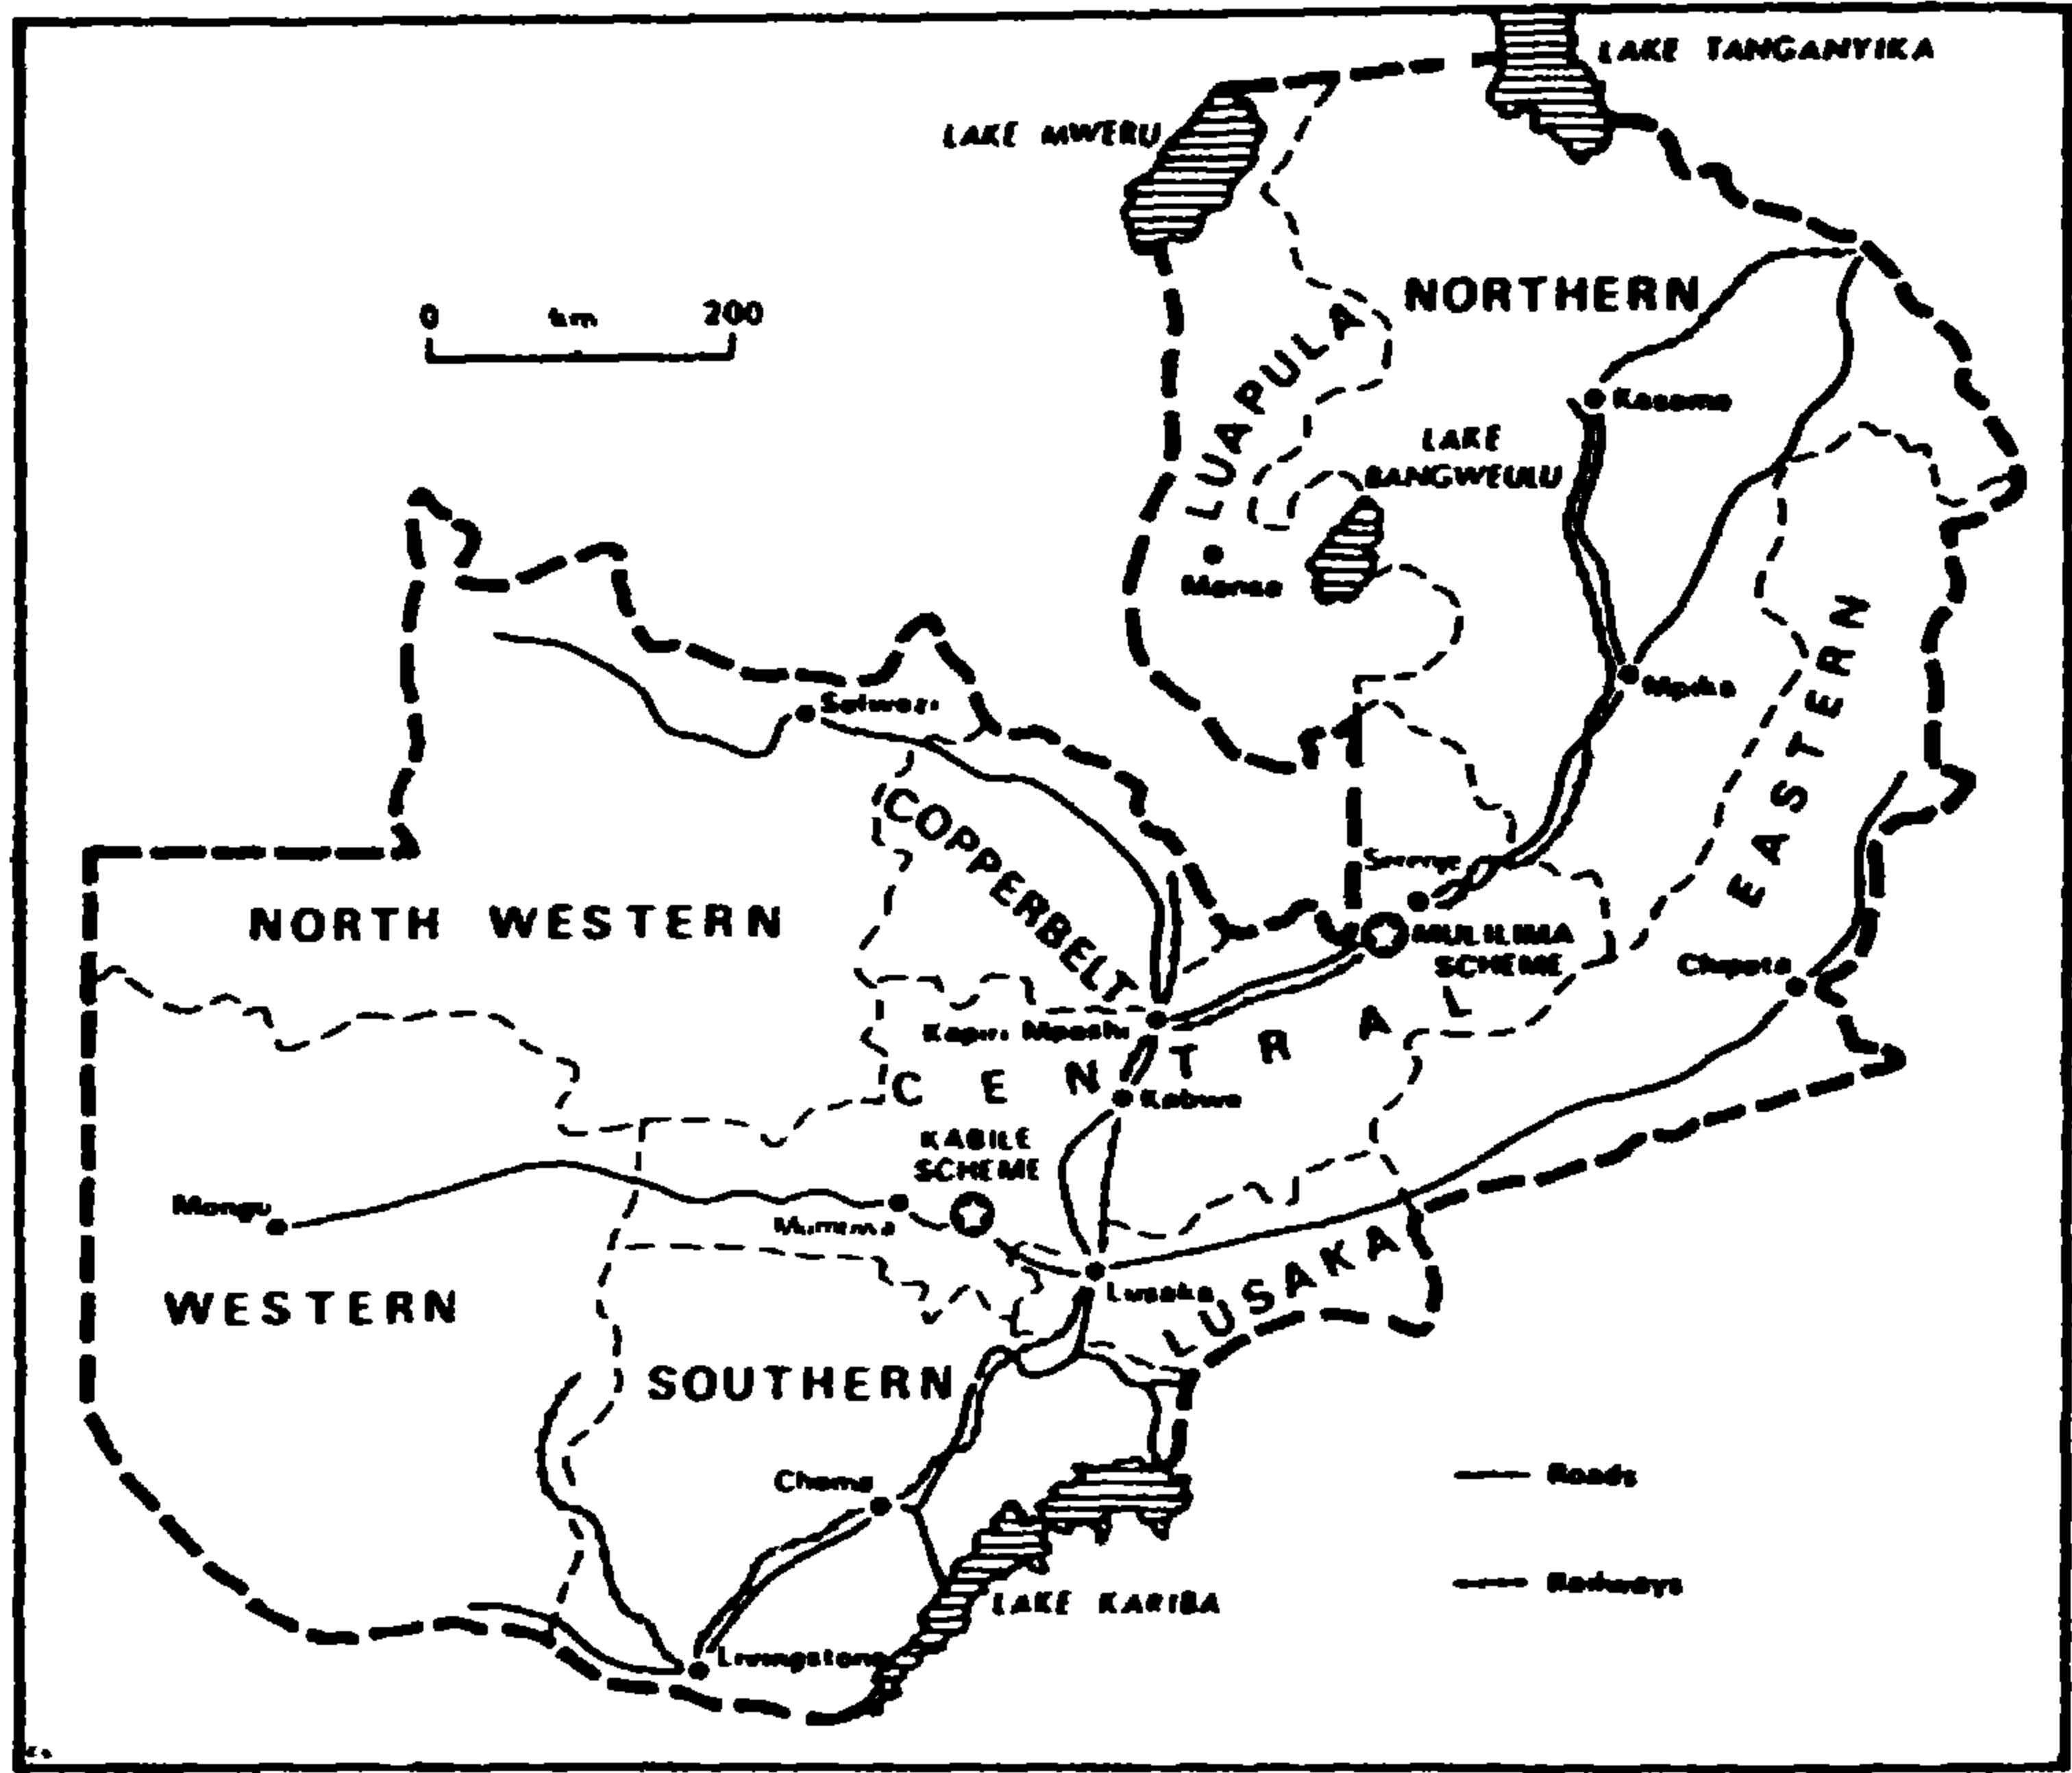 LAKE TANGANYIKA
LAKE MWERU
NORTHERN
0 km 200
LUAPULA
Kasama
LAKE
BANGWEULU
Mansa
EASTERN
Solwezi
Mpika
COPPERBELT
Serenje
NORTH WESTERN
MULILIMA
SCHEME
Chipata
Kapiri Mposhi
CENTRAL
Kabwe
KABILE
SCHEME
Mongu
Mumbwa
LUSAKA
Lusaka
WESTERN
SOUTHERN
Choma
Roads
LAKE KARIBA
Railways
Livingstone